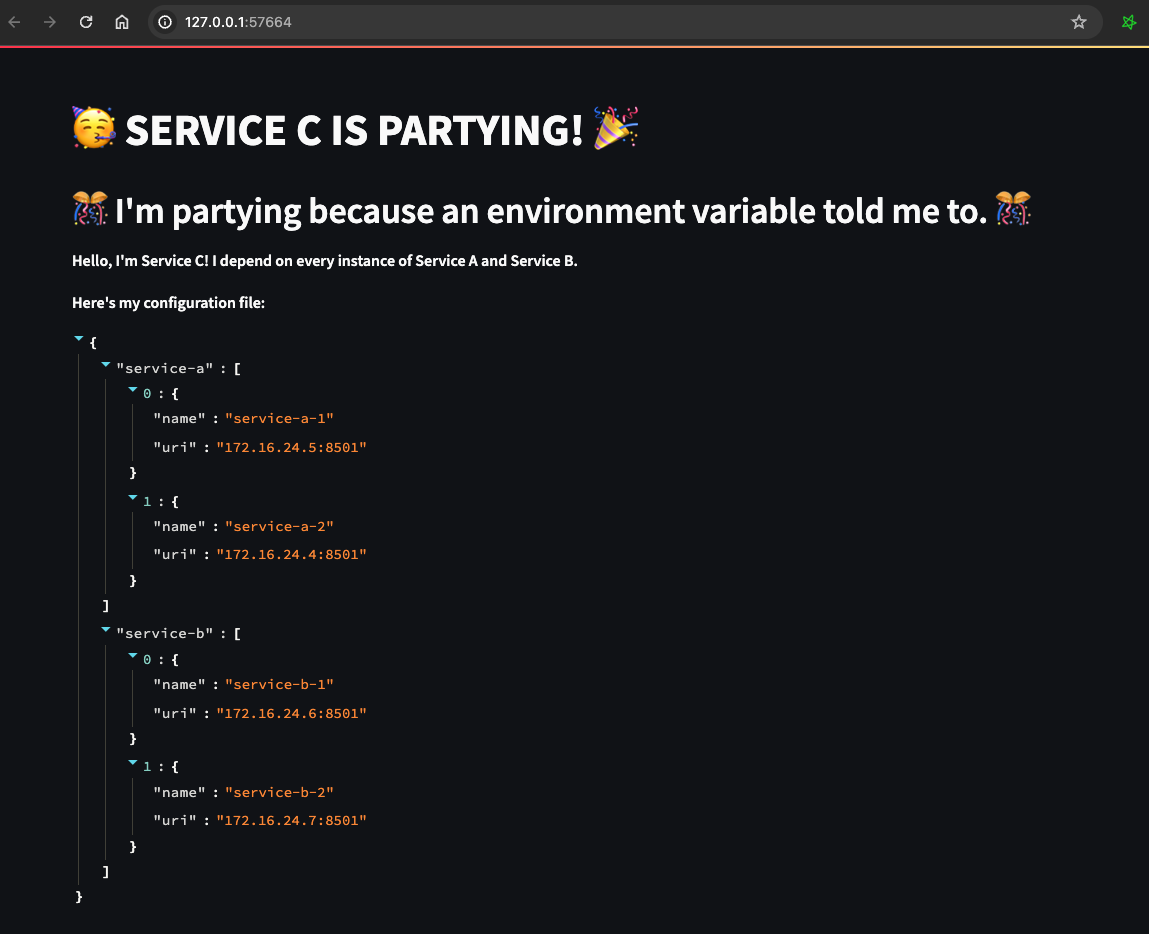 127.0.0.1:57664
🥳 SERVICE C IS PARTYING! 🎉
🎊 I'm partying because an environment variable told me to. 🎊
Hello, I'm Service C! I depend on every instance of Service A and Service B.
Here's my configuration file:
{
"service-a" : [
0 : {
"name" : "service-a-1"
"uri" : "172.16.24.5:8501"
}
1 : {
"name" : "service-a-2"
"uri" : "172.16.24.4:8501"
}
]
"service-b" : [
0 : {
"name" : "service-b-1"
"uri" : "172.16.24.6:8501"
}
1 : {
"name" : "service-b-2"
"uri" : "172.16.24.7:8501"
}
]
}